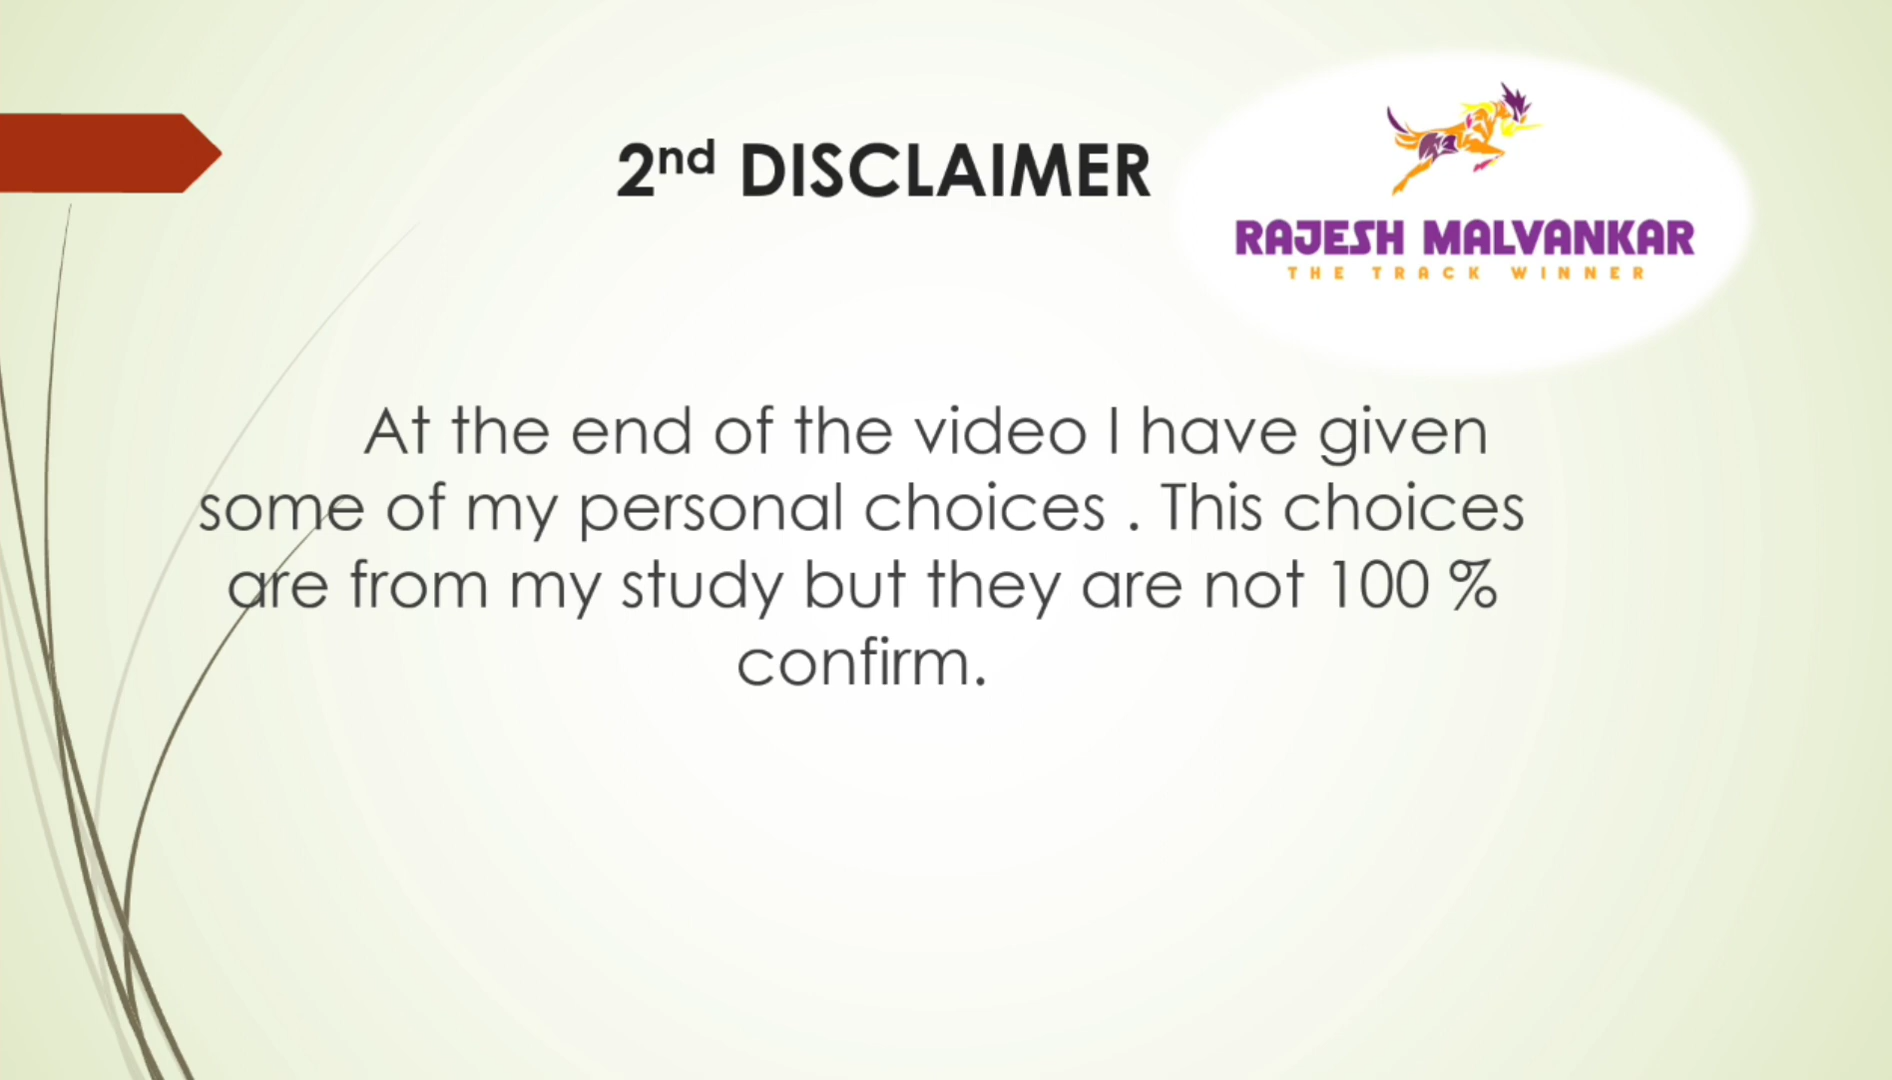 2nd DISCLAIMER
RAJESH MALVANKAR
THE TRACK WINNER
At the end of the video I have given
some of my personal choices . This choices
are from my study but they are not 100 %
confirm.